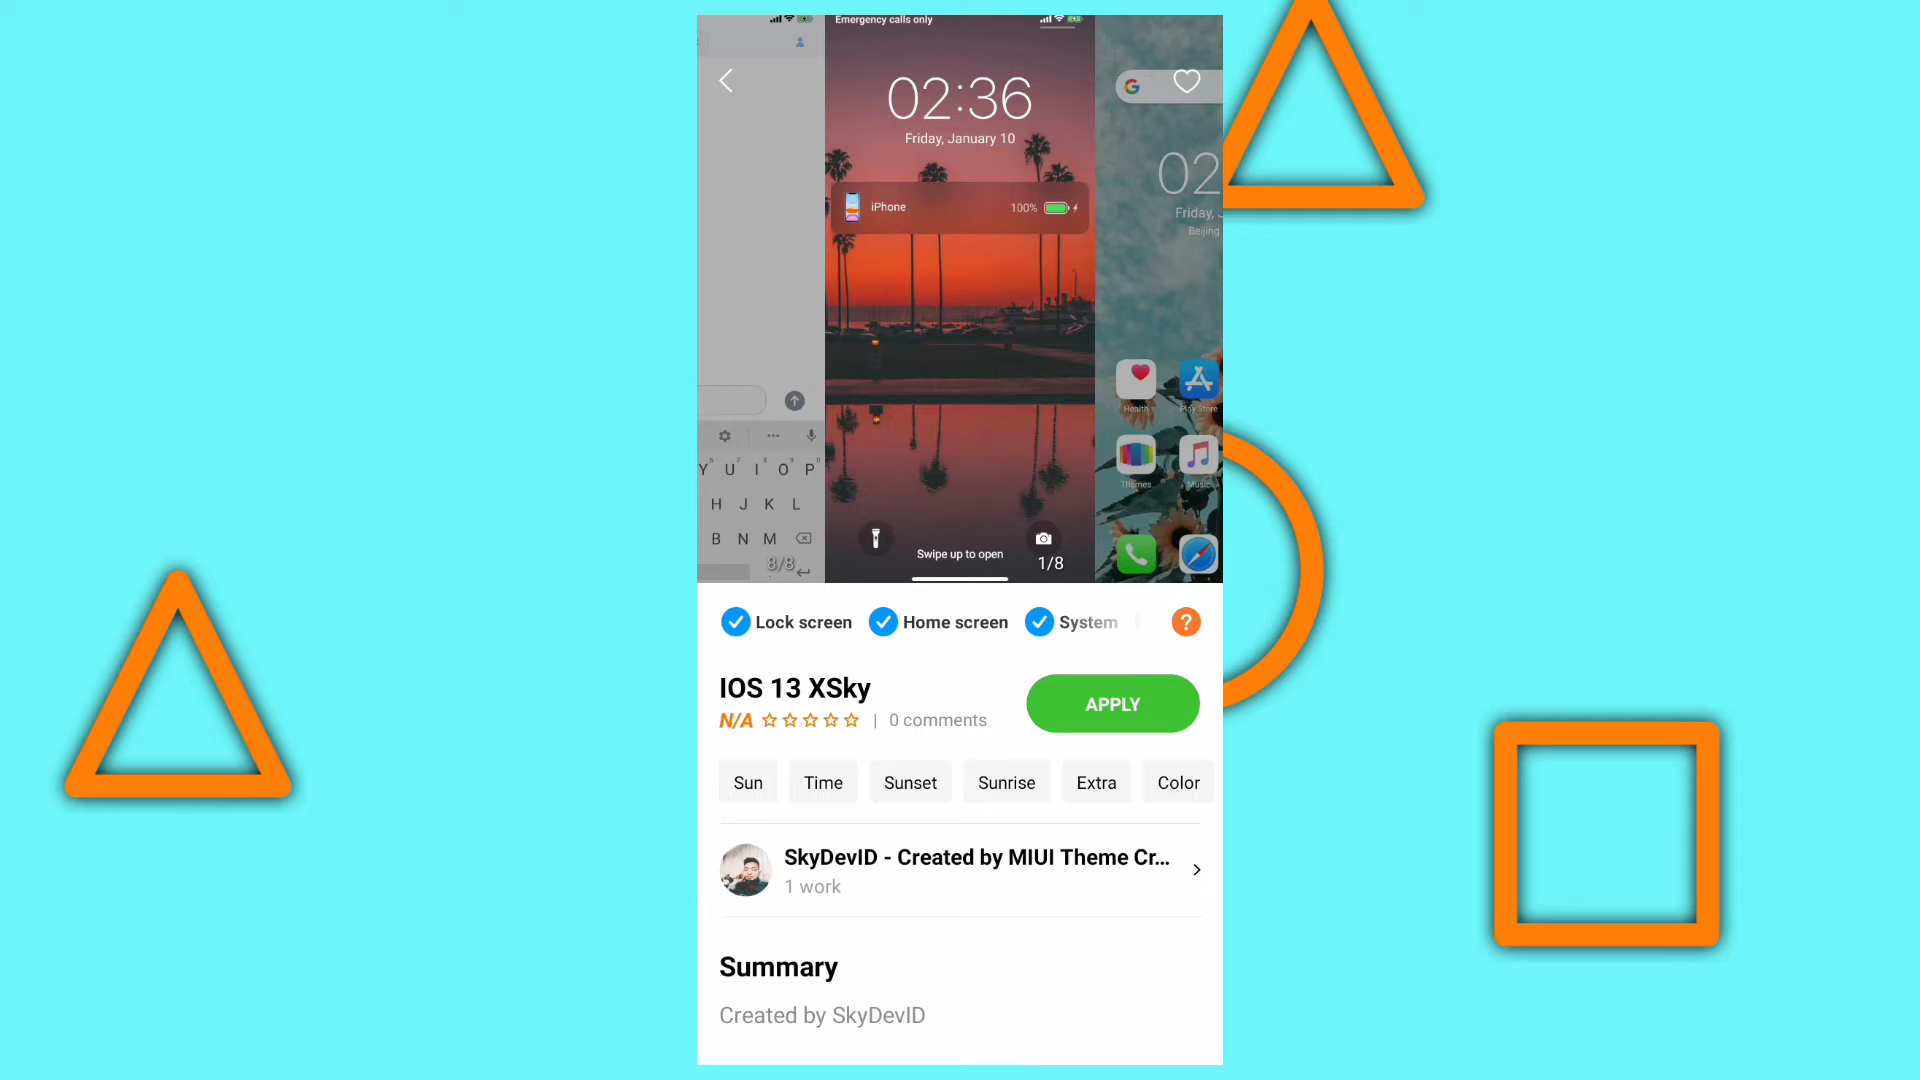 Emergency calls only
02:36
Friday, January 10
iPhone
100%
Swipe up to open
1/8
Y U I O P
H J K L
B N M
8/8
G
02
Friday, J
Beijing
Health
Play Store
Themes
Music
Lock screen
Home screen
System
?
IOS 13 XSky
N/A
| 0 comments
APPLY
Sun
Time
Sunset
Sunrise
Extra
Color
SkyDevID - Created by MIUI Theme Cr...
1 work
Summary
Created by SkyDevID